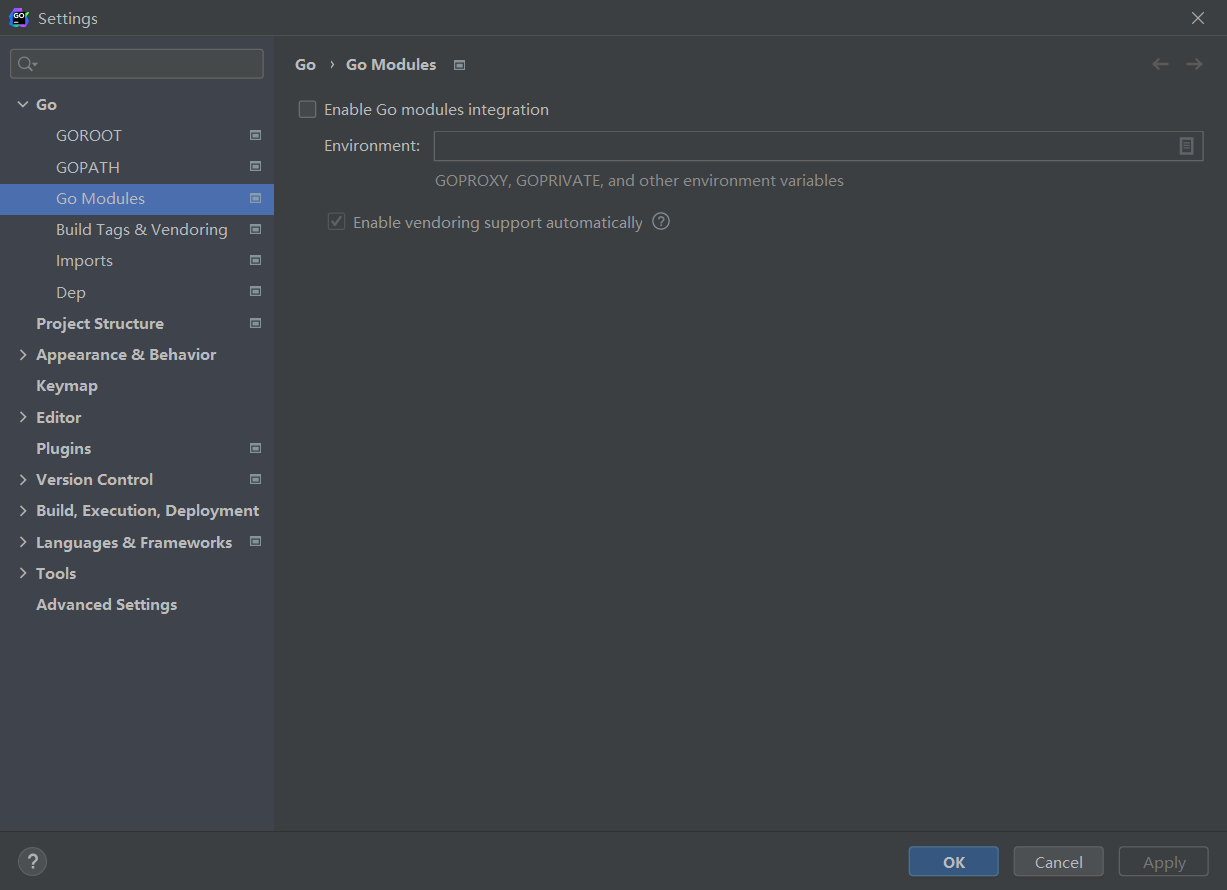 Settings
Go
GOROOT
GOPATH
Go Modules
Build Tags & Vendoring
Imports
Dep
Project Structure
Appearance & Behavior
Keymap
Editor
Plugins
Version Control
Build, Execution, Deployment
Languages & Frameworks
Tools
Advanced Settings
Go › Go Modules
Enable Go modules integration
Environment:
GOPROXY, GOPRIVATE, and other environment variables
Enable vendoring support automatically ?
?
OK
Cancel
Apply